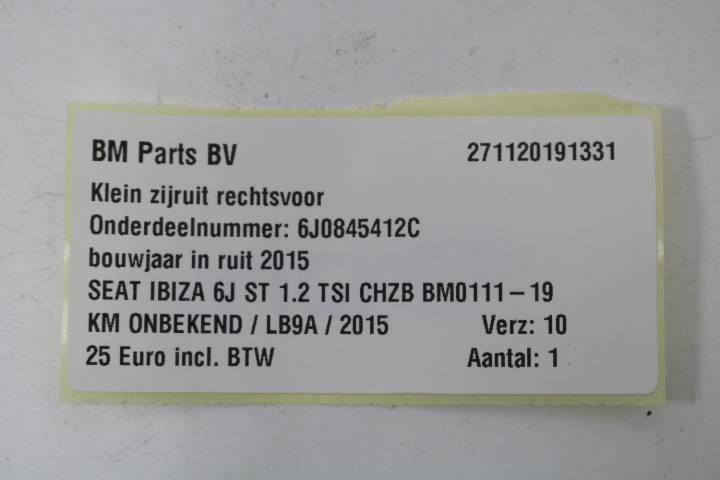 BM Parts BV 271120191331
Klein zijruit rechtsvoor
Onderdeelnummer: 6J0845412C
bouwjaar in ruit 2015
SEAT IBIZA 6J ST 1.2 TSI CHZB BM0111-19
KM ONBEKEND / LB9A / 2015 Verz: 10
25 Euro incl. BTW Aantal: 1